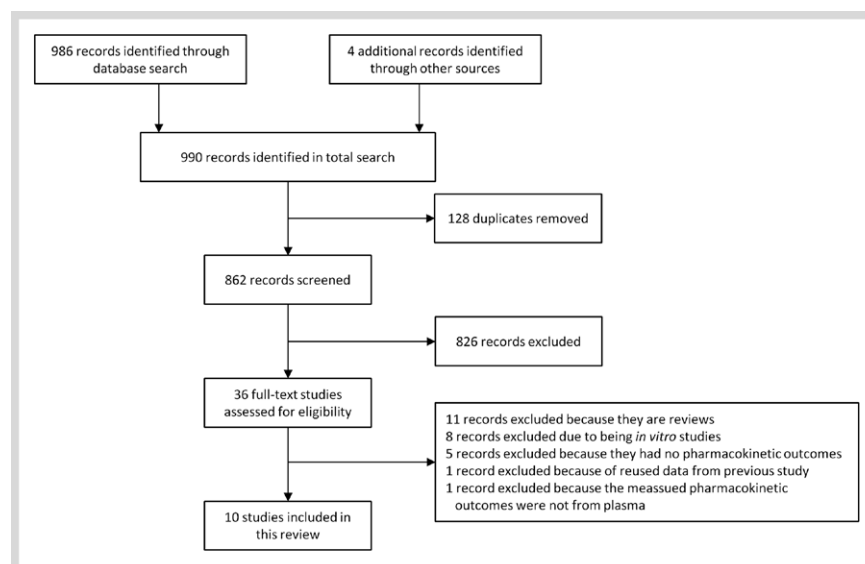 986 records identified through
database search
4 additional records identified
through other sources
990 records identified in total search
128 duplicates removed
862 records screened
826 records excluded
36 full-text studies
assessed for eligibility
11 records excluded because they are reviews
8 records excluded due to being in vitro studies
5 records excluded because they had no pharmacokinetic outcomes
1 record excluded because of reused data from previous study
1 record excluded because the meassued pharmacokinetic
outcomes were not from plasma
10 studies included in
this review